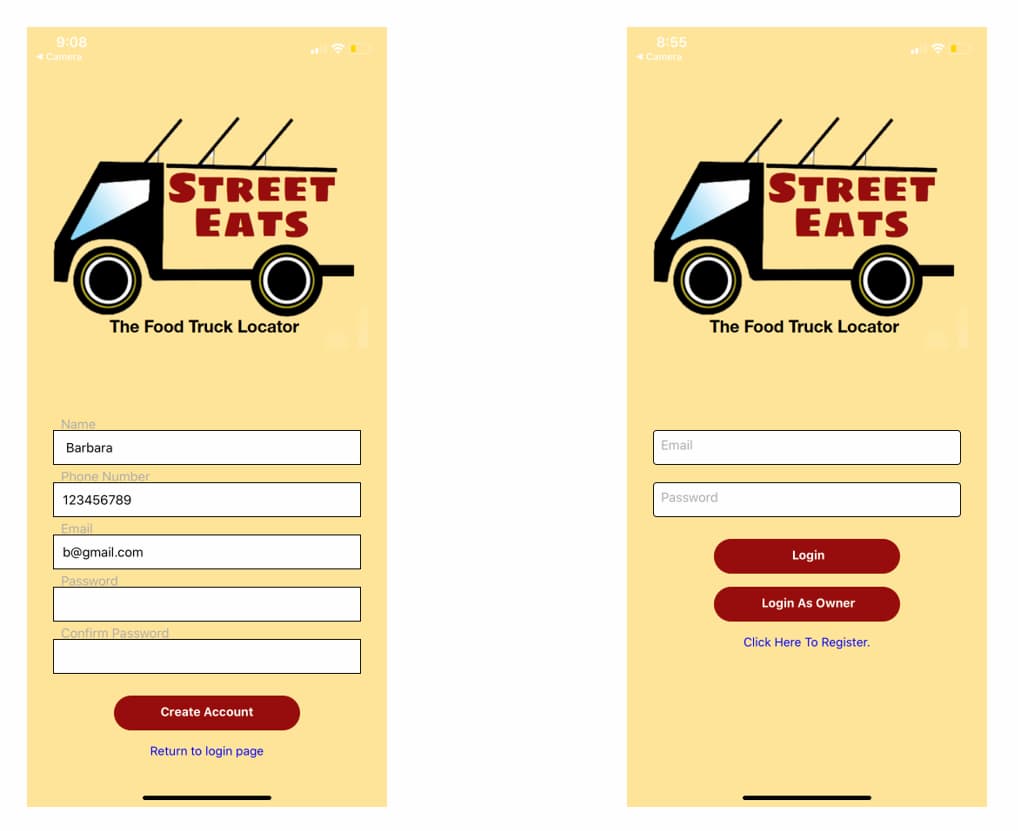 9:08
◀ Camera
STREET
EATS
The Food Truck Locator
Name
Barbara
Phone Number
123456789
Email
b@gmail.com
Password
Confirm Password
Create Account
Return to login page
8:55
◀ Camera
STREET
EATS
The Food Truck Locator
Email
Password
Login
Login As Owner
Click Here To Register.